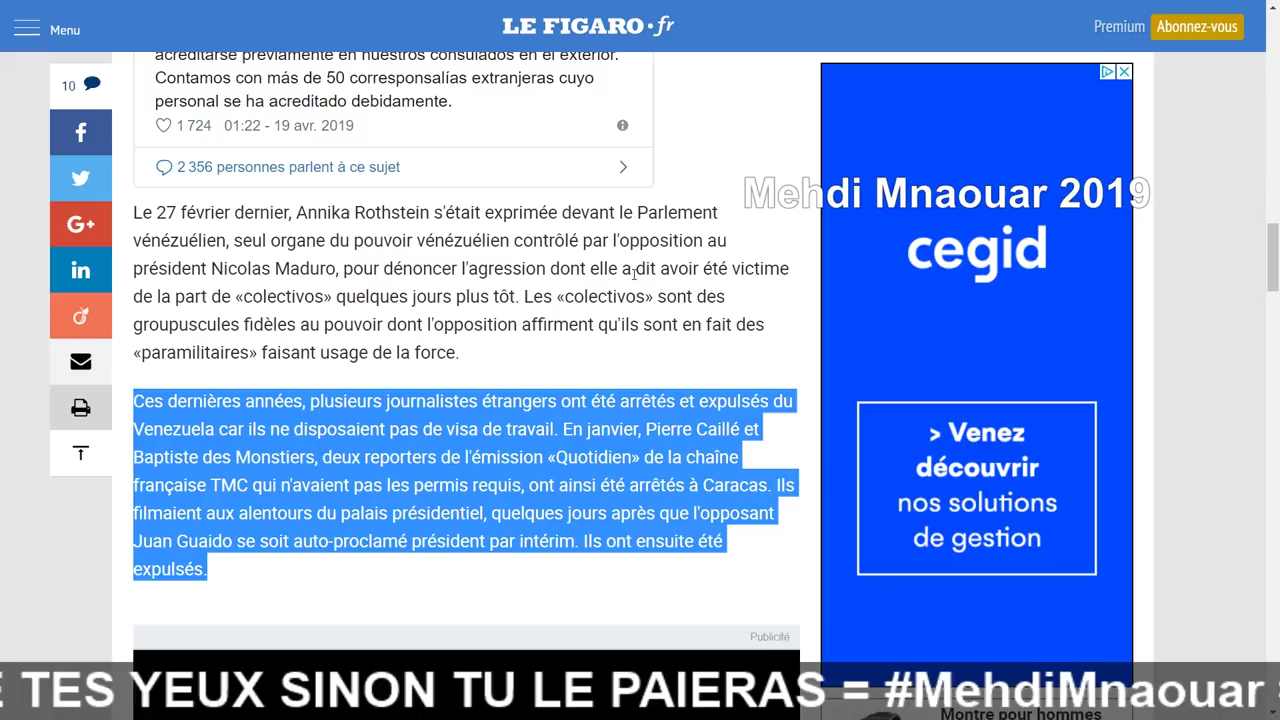 Menu
LE FIGARO·fr
Premium
Abonnez-vous
acreditarse previamente en nuestros consulados en el exterior.
Contamos con más de 50 corresponsalías extranjeras cuyo
personal se ha acreditado debidamente.
1 724 01:22 - 19 avr. 2019
2 356 personnes parlent à ce sujet
10
f
G+
in
Le 27 février dernier, Annika Rothstein s'était exprimée devant le Parlement
vénézuélien, seul organe du pouvoir vénézuélien contrôlé par l'opposition au
président Nicolas Maduro, pour dénoncer l'agression dont elle a dit avoir été victime
de la part de «colectivos» quelques jours plus tôt. Les «colectivos» sont des
groupuscules fidèles au pouvoir dont l'opposition affirment qu'ils sont en fait des
«paramilitaires» faisant usage de la force.
Ces dernières années, plusieurs journalistes étrangers ont été arrêtés et expulsés du
Venezuela car ils ne disposaient pas de visa de travail. En janvier, Pierre Caillé et
Baptiste des Monstiers, deux reporters de l'émission «Quotidien» de la chaîne
française TMC qui n'avaient pas les permis requis, ont ainsi été arrêtés à Caracas. Ils
filmaient aux alentours du palais présidentiel, quelques jours après que l'opposant
Juan Guaido se soit auto-proclamé président par intérim. Ils ont ensuite été
expulsés.
Publicité
Mehdi Mnaouar 2019
cegid
> Venez
découvrir
nos solutions
de gestion
E TES YEUX SINON TU LE PAIERAS = #MehdiMnaouar
Montre pour hommes